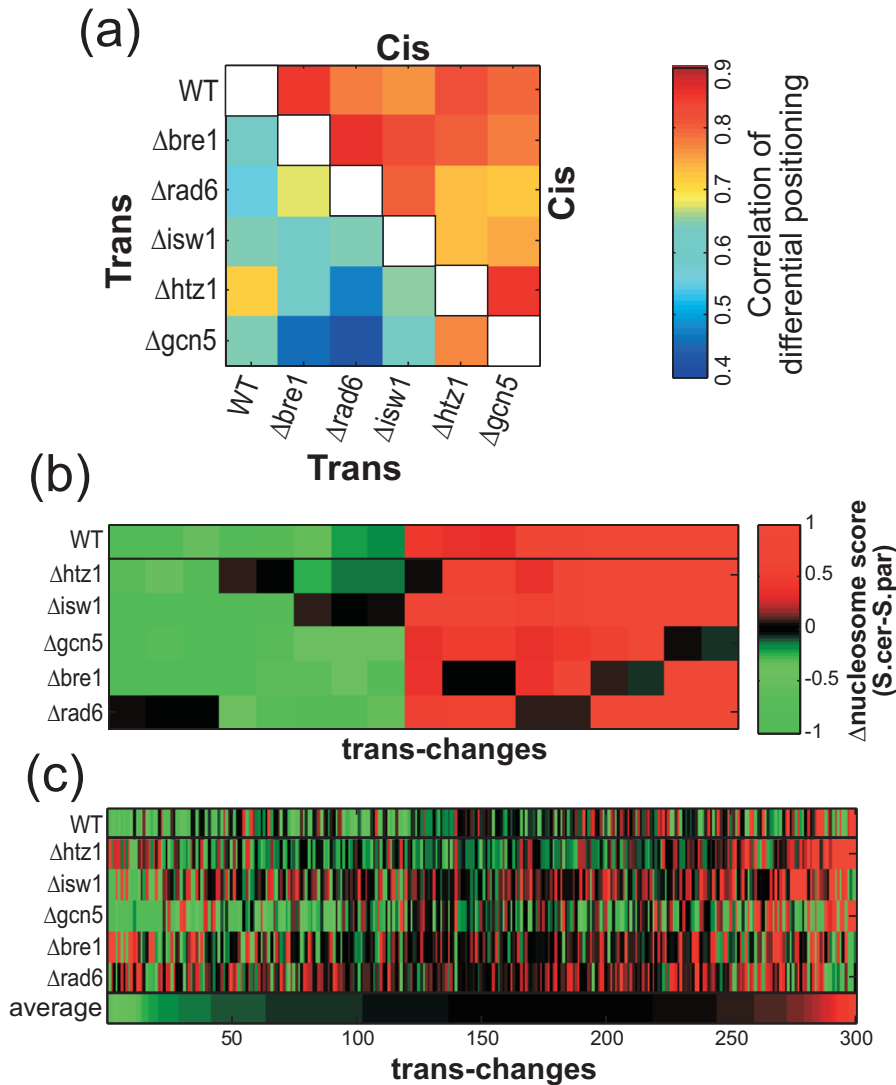 (a)
Cis
WT
Δbre1
Δrad6
Δisw1
Δhtz1
Δgcn5
Trans
Cis
WT
Δbre1
Δrad6
Δisw1
Δhtz1
Δgcn5
Trans
0.9
0.8
0.7
0.6
0.5
0.4
Correlation of
differential positioning
(b)
WT
Δhtz1
Δisw1
Δgcn5
Δbre1
Δrad6
trans-changes
1
0.5
0
-0.5
-1
Δnucleosome score
(S.cer-S.par)
(c)
WT
Δhtz1
Δisw1
Δgcn5
Δbre1
Δrad6
average
50 100 150 200 250 300
trans-changes